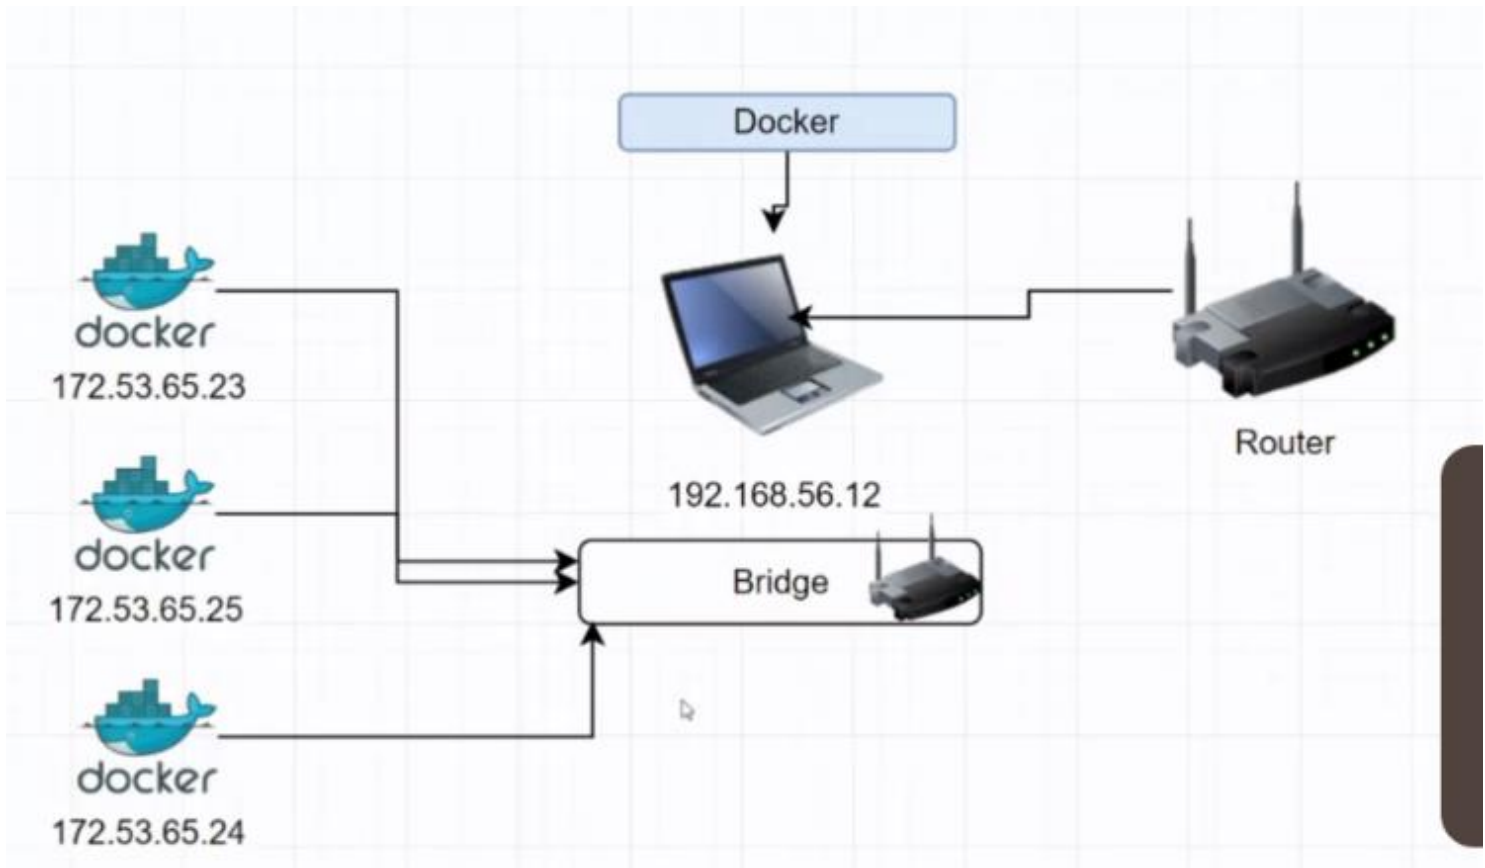 Docker
docker
172.53.65.23
docker
172.53.65.25
docker
172.53.65.24
192.168.56.12
Bridge
Router